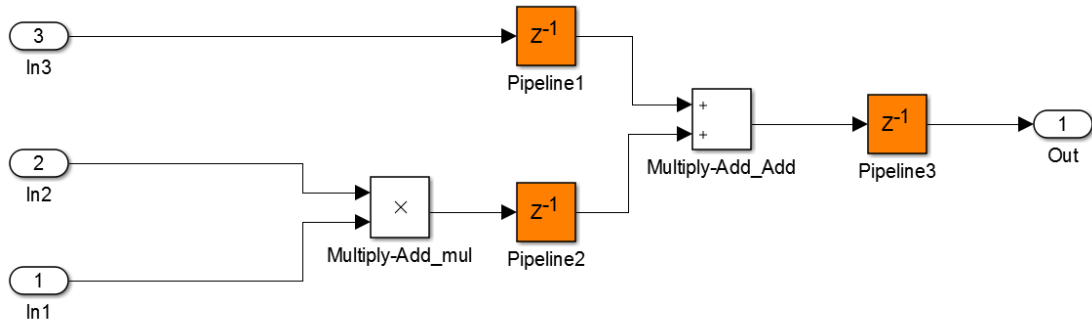 3
In3
z-1
Pipeline1
+
+
Multiply-Add_Add
z-1
Pipeline3
1
Out
2
In2
×
Multiply-Add_mul
z-1
Pipeline2
1
In1